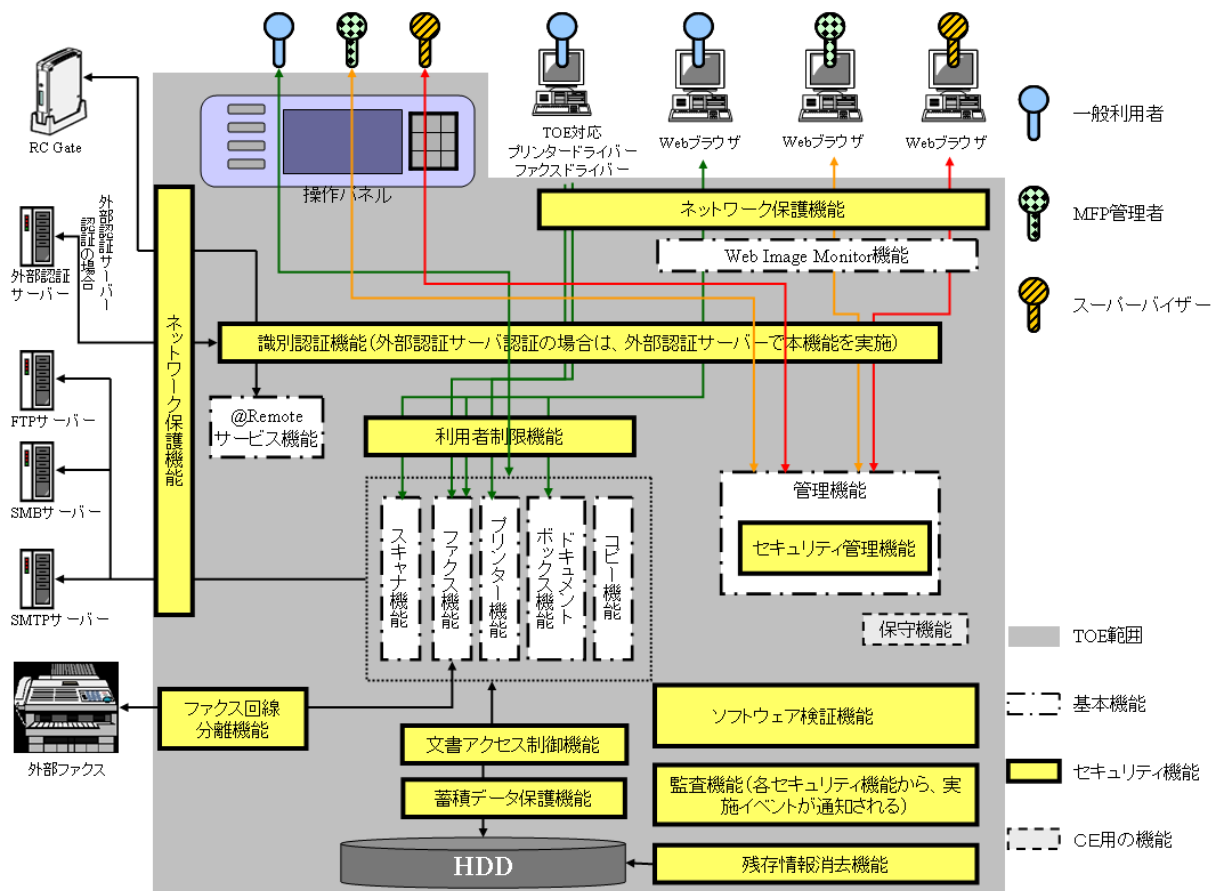 RC Gate
操作パネル
TOE対応
プリンタードライバー
ファクスドライバー
Webブラウザ
Webブラウザ
Webブラウザ
一般利用者
MFP管理者
スーパーバイザー
外部認証
サーバー
外部認証サーバー
認証の場合
ネットワーク保護機能
ネットワーク保護機能
Web Image Monitor機能
識別認証機能(外部認証サーバ認証の場合は、外部認証サーバーで本機能を実施)
FTPサーバー
SMBサーバー
SMTPサーバー
@Remote
サービス機能
利用者制限機能
スキャナ機能
ファクス機能
プリンター機能
ドキュメント
ボックス機能
コピー機能
管理機能
セキュリティ管理機能
保守機能
外部ファクス
ファクス回線
分離機能
文書アクセス制御機能
蓄積データ保護機能
HDD
ソフトウェア検証機能
監査機能(各セキュリティ機能から、実
施イベントが通知される)
残存情報消去機能
TOE範囲
基本機能
セキュリティ機能
CE用の機能